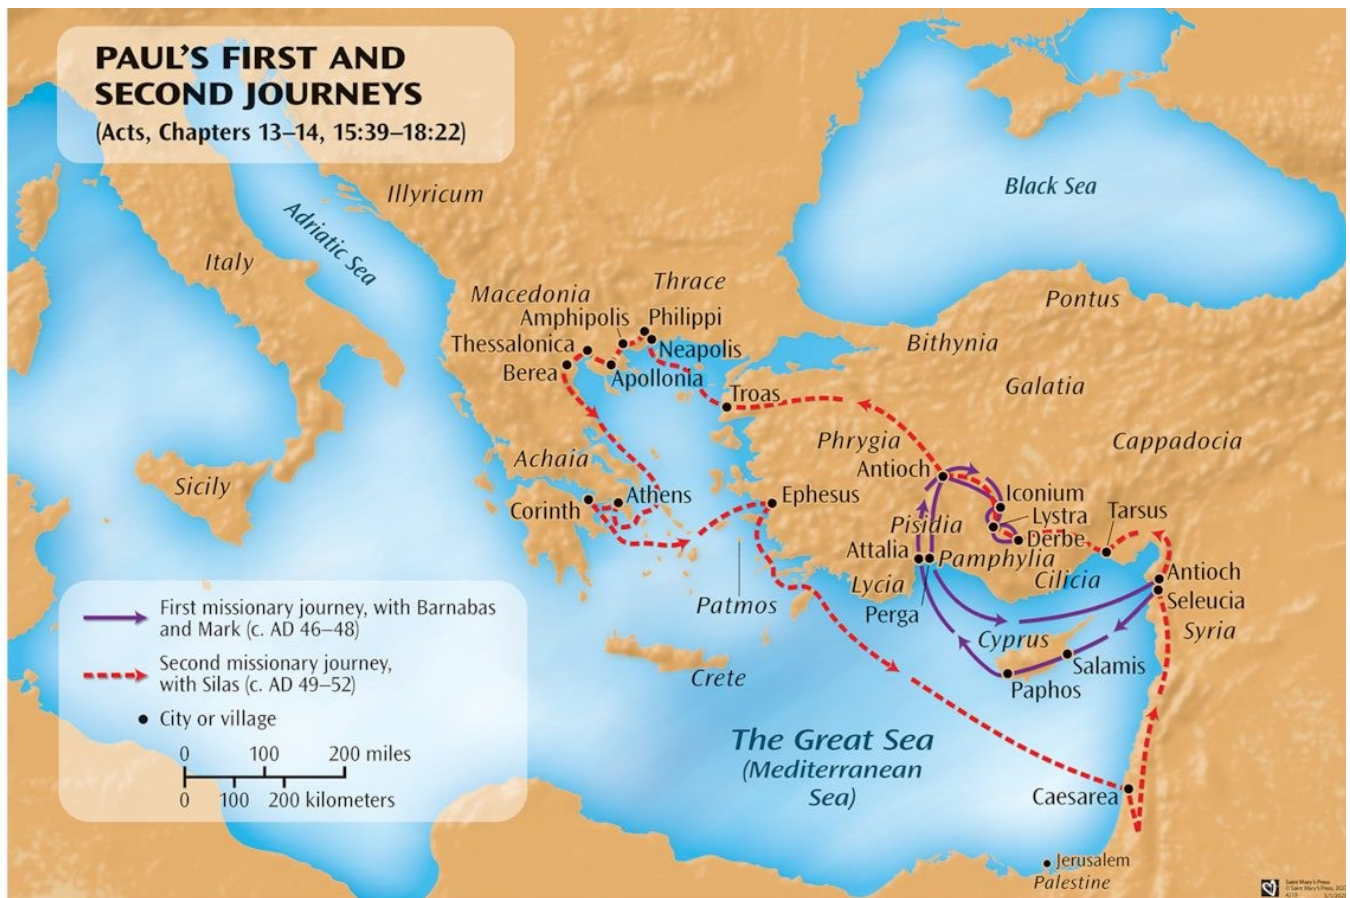 PAUL'S FIRST AND
SECOND JOURNEYS
(Acts, Chapters 13–14, 15:39–18:22)
Black Sea
Illyricum
Adriatic Sea
Italy
Thrace
Macedonia
Pontus
Amphipolis
Philippi
Thessalonica
Neapolis
Bithynia
Berea
Apollonia
Troas
Galatia
Phrygia
Cappadocia
Achaia
Antioch
Sicily
Athens
Ephesus
Iconium
Corinth
Lystra
Tarsus
Pisidia
Derbe
Attalia
Pamphylia
Lycia
Cilicia
Antioch
Patmos
Perga
Seleucia
Syria
Cyprus
Salamis
Crete
Paphos
First missionary journey, with Barnabas
and Mark (c. AD 46–48)
Second missionary journey,
with Silas (c. AD 49–52)
City or village
0 100 200 miles
0 100 200 kilometers
The Great Sea
(Mediterranean
Sea)
Caesarea
Jerusalem
Palestine
Saint Mary's Press